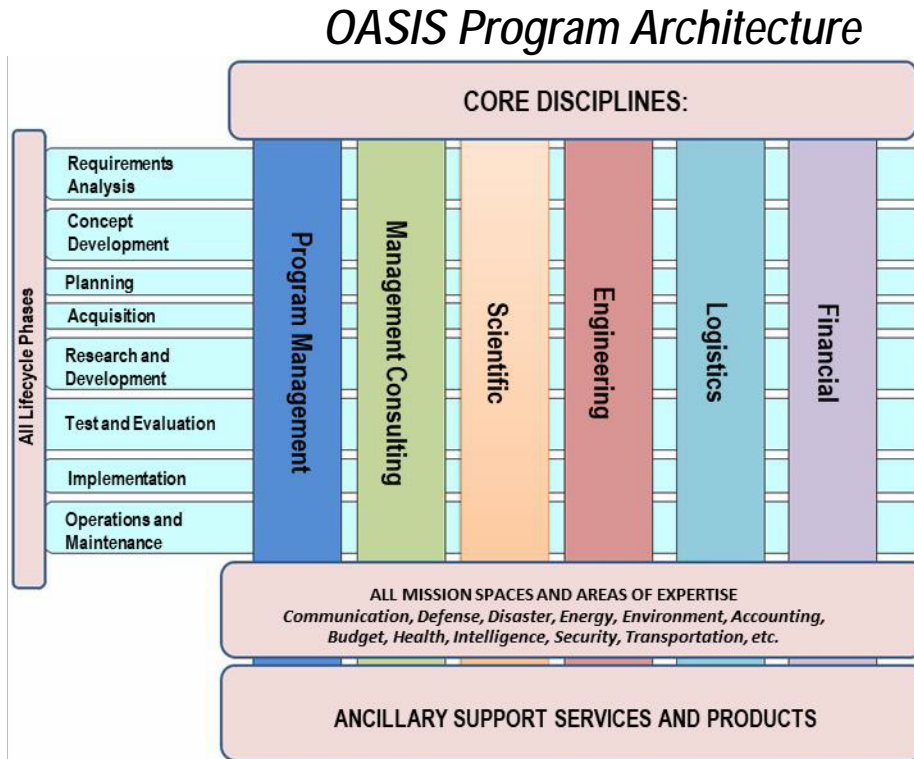 OASIS Program Architecture
CORE DISCIPLINES:
All Lifecycle Phases
Requirements
Analysis
Concept
Development
Planning
Acquisition
Research and
Development
Test and Evaluation
Implementation
Operations and
Maintenance
Program Management
Management Consulting
Scientific
Engineering
Logistics
Financial
ALL MISSION SPACES AND AREAS OF EXPERTISE
Communication, Defense, Disaster, Energy, Environment, Accounting,
Budget, Health, Intelligence, Security, Transportation, etc.
ANCILLARY SUPPORT SERVICES AND PRODUCTS